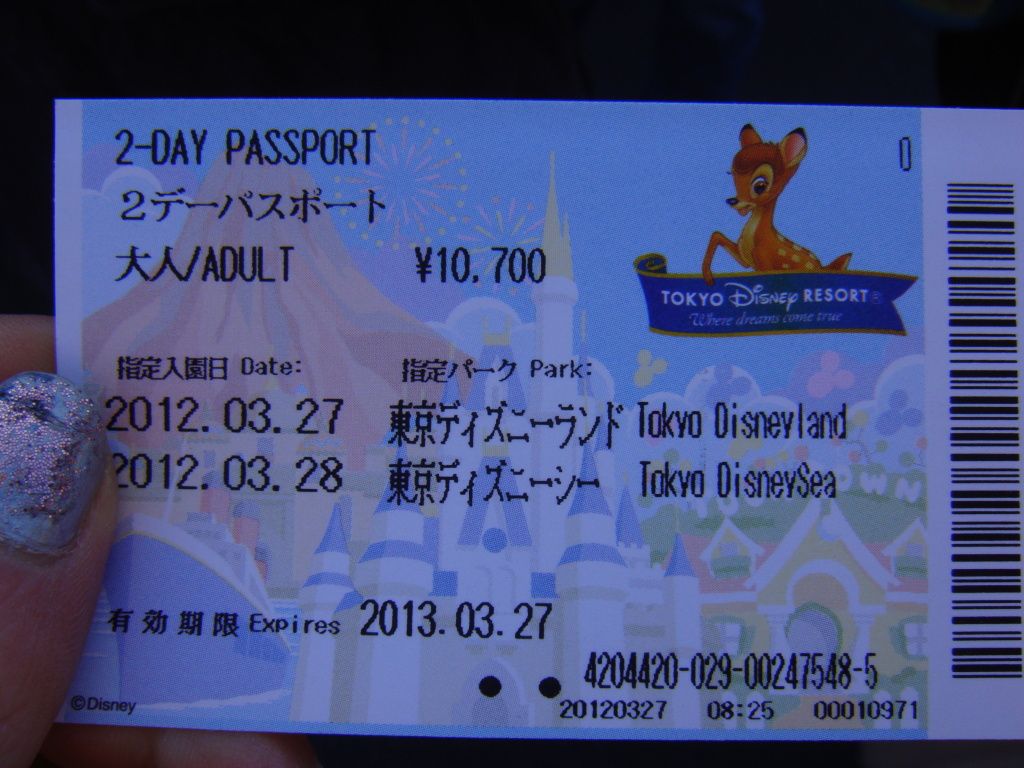 2-DAY PASSPORT
0
2デーパスポート
大人/ADULT ¥10,700
TOKYO Disney RESORT®
Where dreams come true
指定入園日 Date: 指定パーク Park:
2012.03.27 東京ディズニーランド Tokyo Disneyland
2012.03.28 東京ディズニーシー Tokyo DisneySea
有効期限 Expires 2013.03.27
4204420-029-00247548-5
©Disney
20120327 08:25 00010971